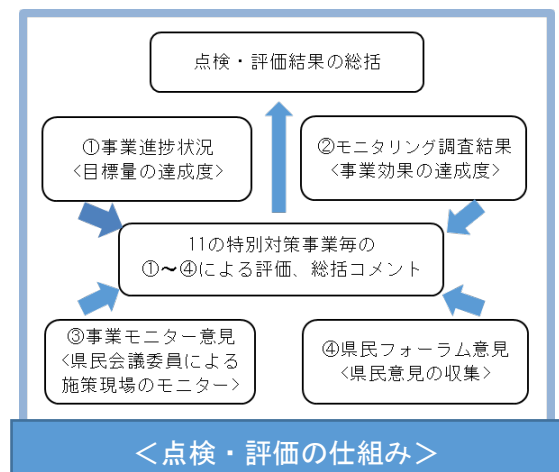 点検・評価結果の総括
①事業進捗状況
<目標量の達成度>
②モニタリング調査結果
<事業効果の達成度>
11の特別対策事業毎の
①～④による評価、総括コメント
③事業モニター意見
<県民会議委員による
施策現場のモニター>
④県民フォーラム意見
<県民意見の収集>
＜点検・評価の仕組み＞